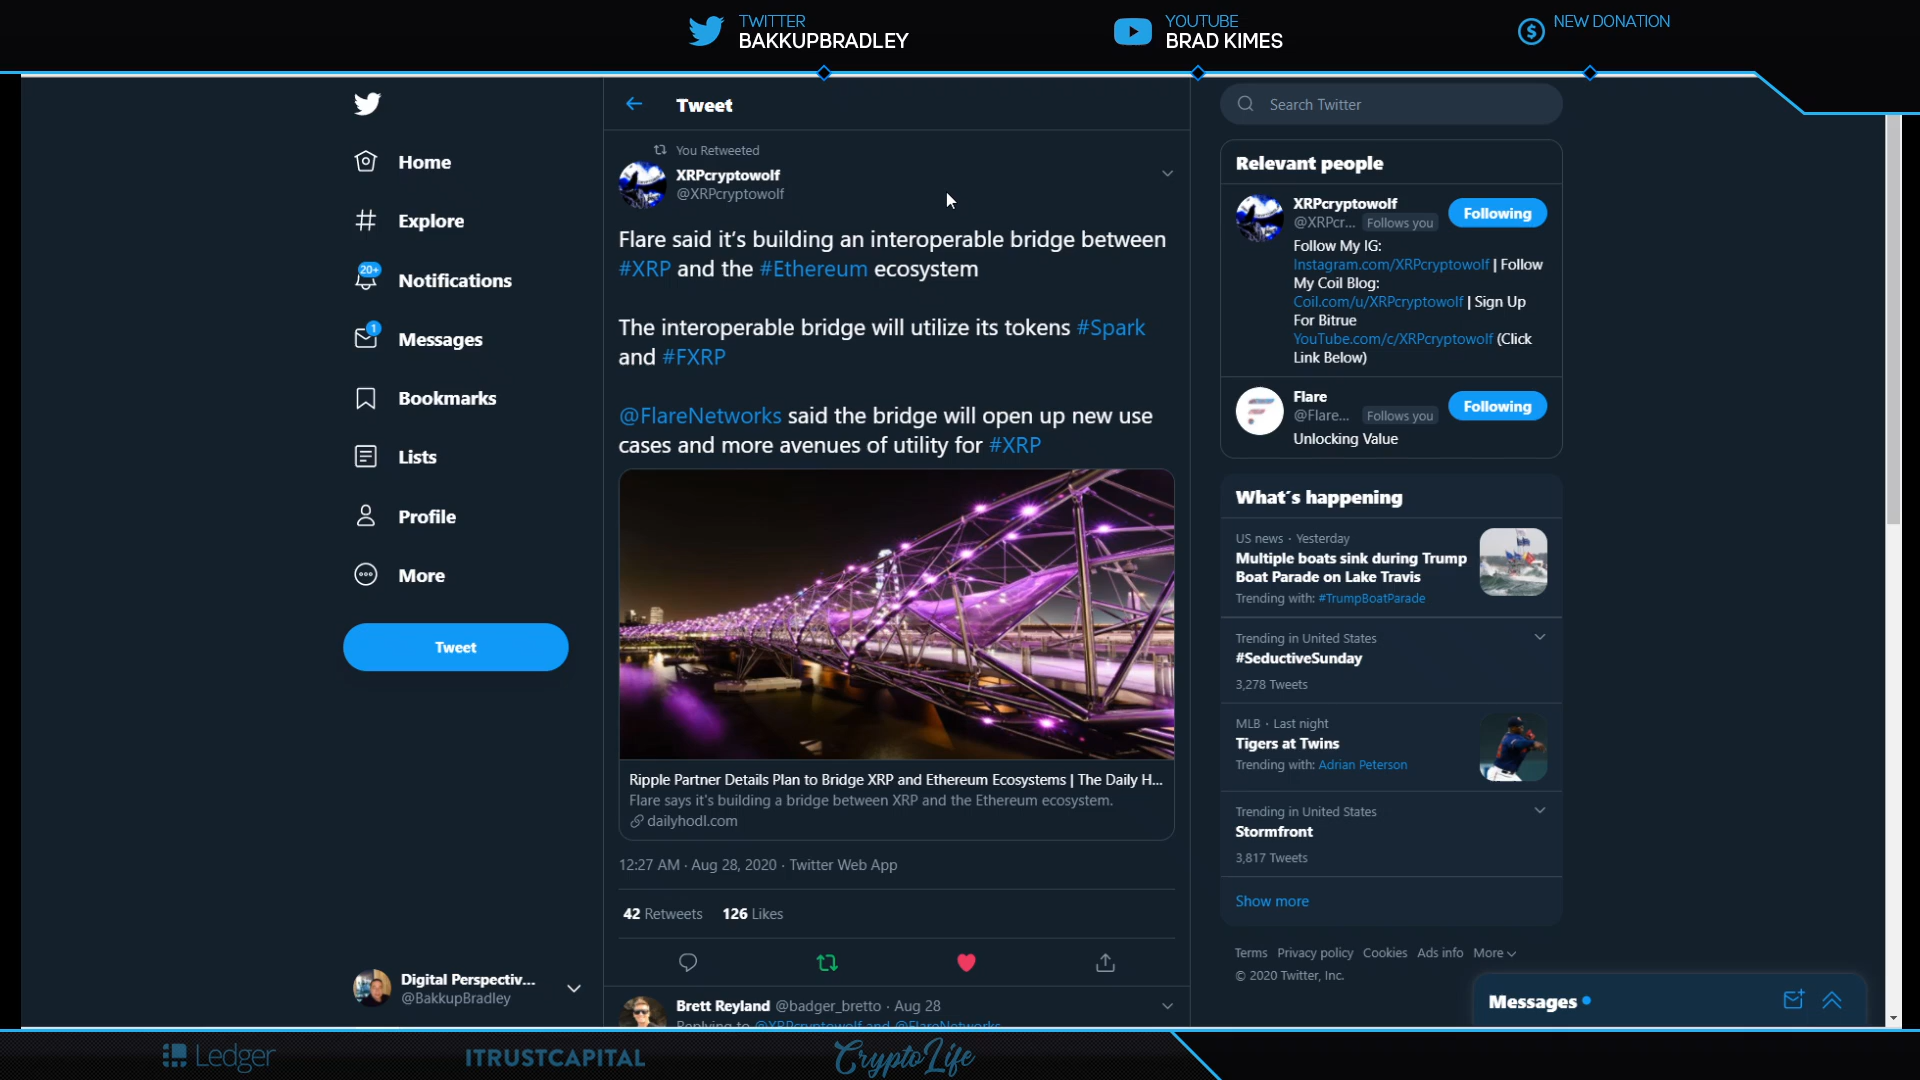 TWITTER
BAKKUPBRADLEY
YOUTUBE
BRAD KIMES
NEW DONATION
Home
Explore
20+
Notifications
1
Messages
Bookmarks
Lists
Profile
More
Tweet
Digital Perspectiv...
@BakkupBradley
Tweet
You Retweeted
XRPcryptowolf
@XRPcryptowolf
Flare said it's building an interoperable bridge between
#XRP and the #Ethereum ecosystem
The interoperable bridge will utilize its tokens #Spark
and #FXRP
@FlareNetworks said the bridge will open up new use
cases and more avenues of utility for #XRP
Ripple Partner Details Plan to Bridge XRP and Ethereum Ecosystems | The Daily H...
Flare says it's building a bridge between XRP and the Ethereum ecosystem.
dailyhodl.com
12:27 AM · Aug 28, 2020 · Twitter Web App
42 Retweets 126 Likes
Brett Reyland @badger_bretto · Aug 28
Replying to @XRPcryptowolf and @FlareNetworks
Search Twitter
Relevant people
XRPcryptowolf
@XRPcr... Follows you
Following
Follow My IG:
Instagram.com/XRPcryptowolf | Follow
My Coil Blog:
Coil.com/u/XRPcryptowolf | Sign Up
For Bitrue
YouTube.com/c/XRPcryptowolf (Click
Link Below)
Flare
@Flare... Follows you
Following
Unlocking Value
What's happening
US news · Yesterday
Multiple boats sink during Trump
Boat Parade on Lake Travis
Trending with: #TrumpBoatParade
Trending in United States
#SeductiveSunday
3,278 Tweets
MLB · Last night
Tigers at Twins
Trending with: Adrian Peterson
Trending in United States
Stormfront
3,817 Tweets
Show more
Terms Privacy policy Cookies Ads info More
© 2020 Twitter, Inc.
Messages
Ledger
ITRUSTCAPITAL
CryptoLife